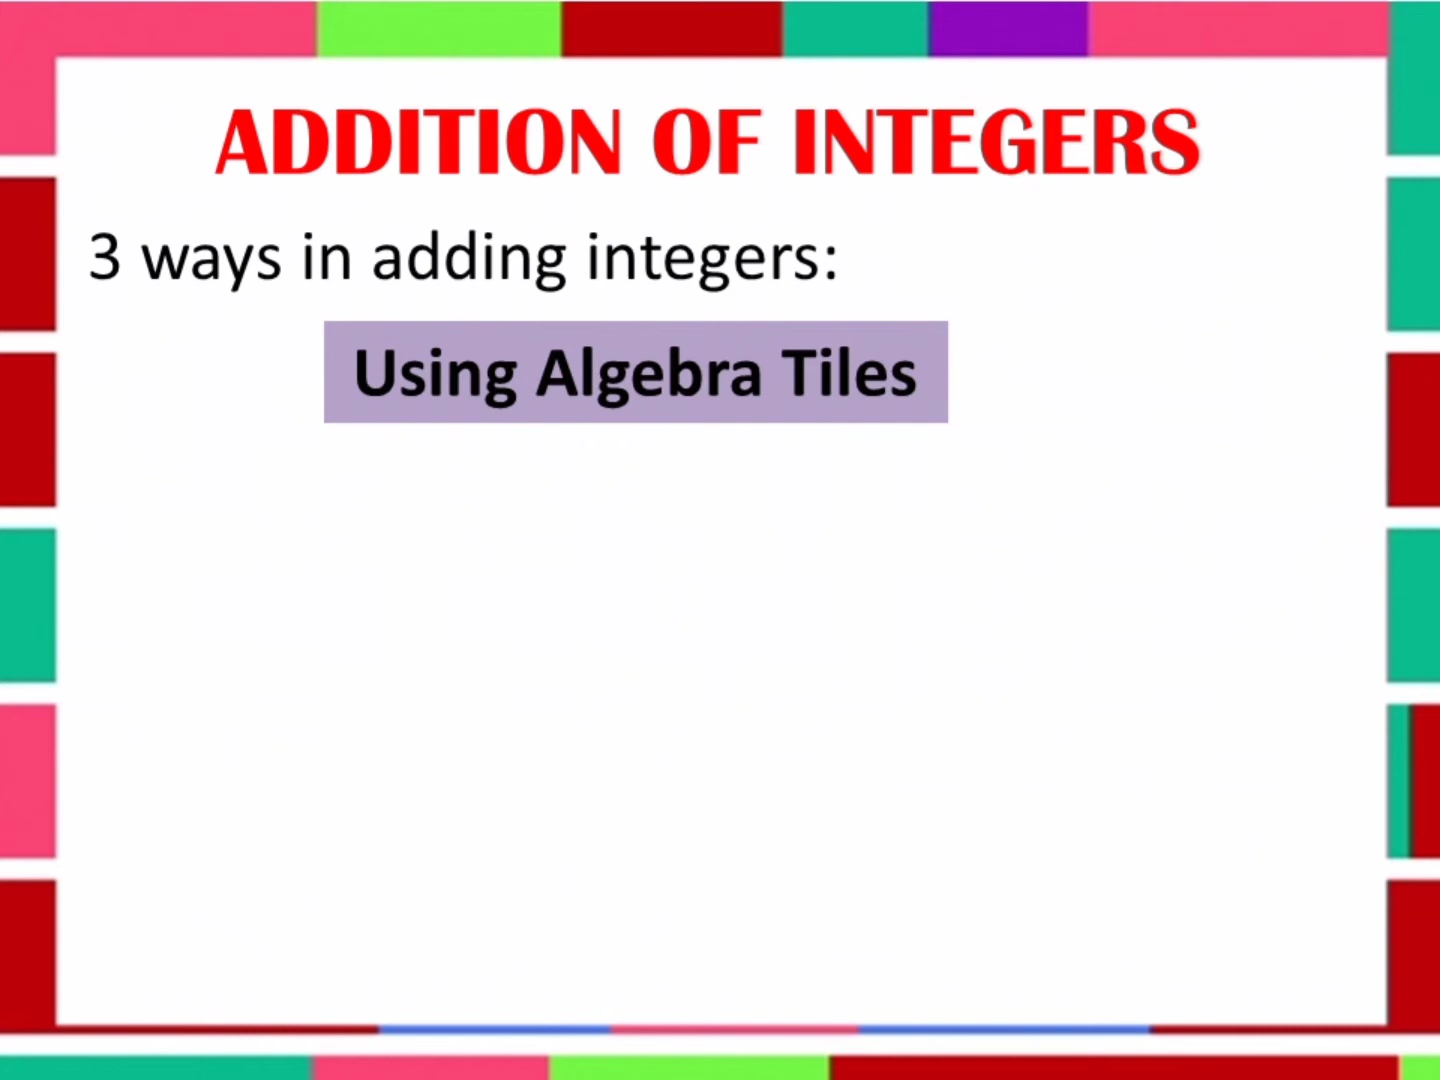 ADDITION OF INTEGERS
3 ways in adding integers:
Using Algebra Tiles